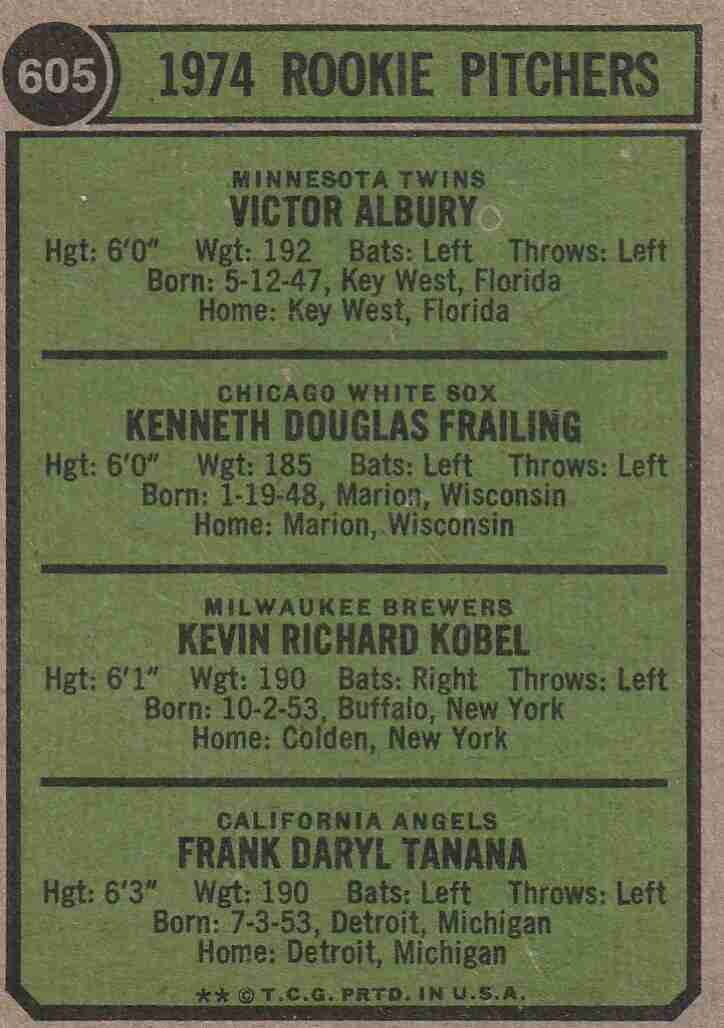 605
1974 ROOKIE PITCHERS
MINNESOTA TWINS
VICTOR ALBURY
Hgt: 6'0" Wgt: 192 Bats: Left Throws: Left
Born: 5-12-47, Key West, Florida
Home: Key West, Florida
CHICAGO WHITE SOX
KENNETH DOUGLAS FRAILING
Hgt: 6'0" Wgt: 185 Bats: Left Throws: Left
Born: 1-19-48, Marion, Wisconsin
Home: Marion, Wisconsin
MILWAUKEE BREWERS
KEVIN RICHARD KOBEL
Hgt: 6'1" Wgt: 190 Bats: Right Throws: Left
Born: 10-2-53, Buffalo, New York
Home: Colden, New York
CALIFORNIA ANGELS
FRANK DARYL TANANA
Hgt: 6'3" Wgt: 190 Bats: Left Throws: Left
Born: 7-3-53, Detroit, Michigan
Home: Detroit, Michigan
** © T.C.G. PRTD. IN U.S.A.